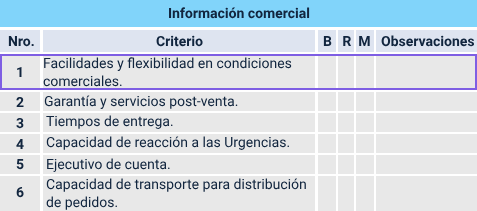 Información comercial
Nro. Criterio B R M Observaciones
1 Facilidades y flexibilidad en condiciones
comerciales.
2 Garantía y servicios post-venta.
3 Tiempos de entrega.
4 Capacidad de reacción a las Urgencias.
5 Ejecutivo de cuenta.
6 Capacidad de transporte para distribución
de pedidos.